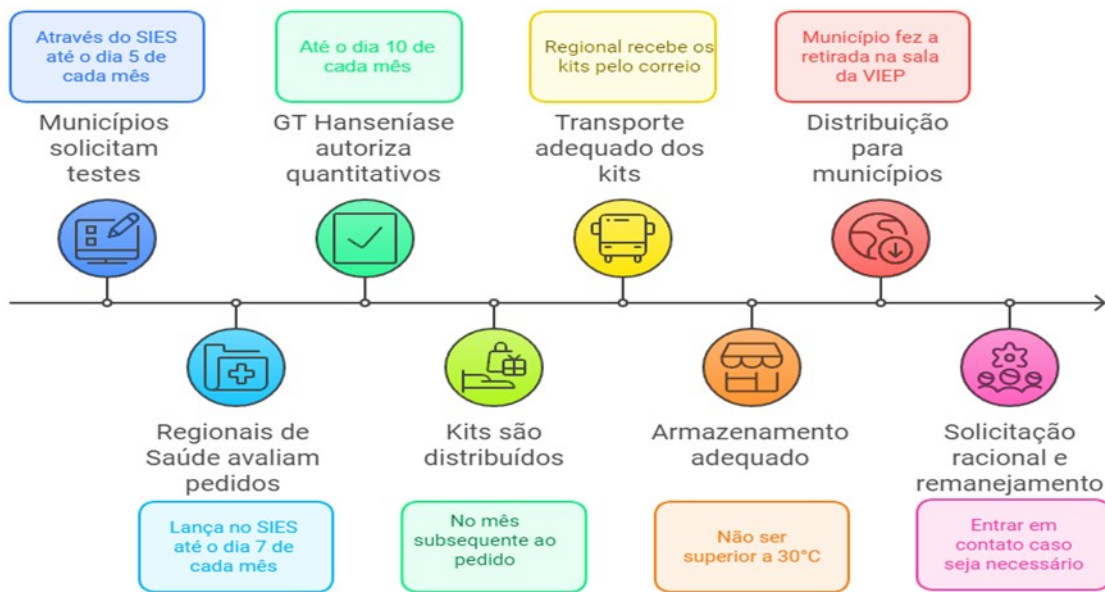 Através do SIES
até o dia 5 de
cada mês
Municípios
solicitam
testes
Regionais de
Saúde avaliam
pedidos
Lança no SIES
até o dia 7 de
cada mês
Até o dia 10 de
cada mês
GT Hanseníase
autoriza
quantitativos
Kits são
distribuídos
No mês
subsequente ao
pedido
Regional recebe os
kits pelo correio
Transporte
adequado dos
kits
Armazenamento
adequado
Não ser
superior a 30°C
Município fez a
retirada na sala
da VIEP
Distribuição
para
municípios
Solicitação
racional e
remanejamento
Entrar em
contato caso
seja necessário